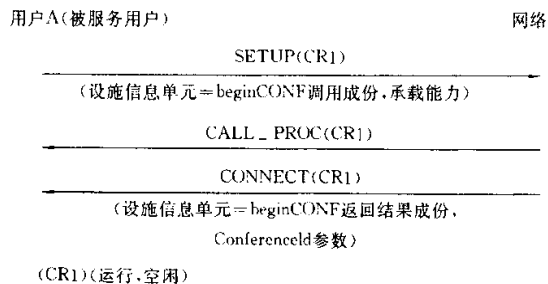 用户A(被服务用户) 网络
SETUP(CR1)
(设施信息单元=beginCONF调用成份,承载能力)
CALL_PROC(CR1)
CONNECT(CR1)
(设施信息单元=beginCONF返回结果成份,
ConferenceId参数)
(CR1)(运行,空闲)